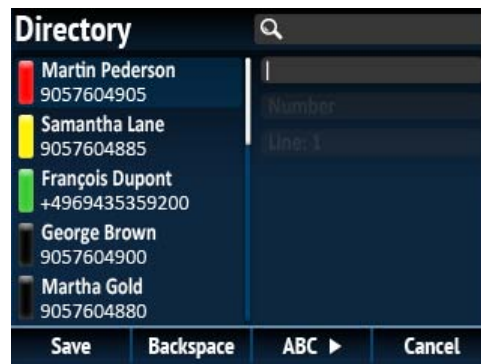 Directory
Martin Pederson
9057604905
Samantha Lane
9057604885
François Dupont
+4969435359200
George Brown
9057604900
Martha Gold
9057604880
Number
Line: 1
Save
Backspace
ABC ▶
Cancel